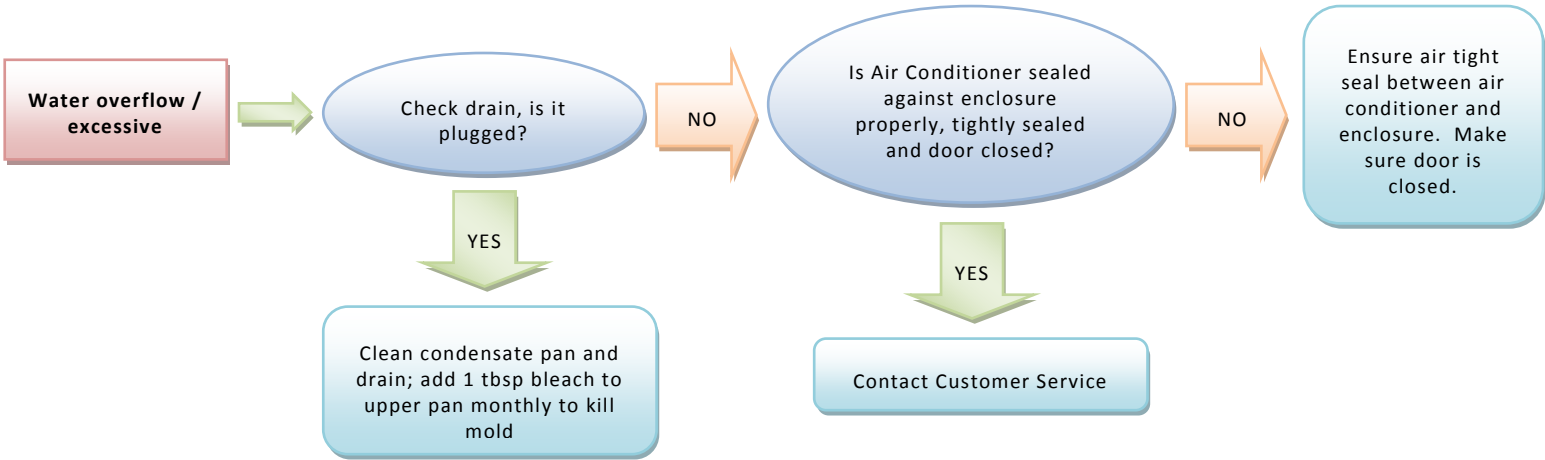 Water overflow /
excessive
Check drain, is it
plugged?
NO
Is Air Conditioner sealed
against enclosure
properly, tightly sealed
and door closed?
NO
Ensure air tight
seal between air
conditioner and
enclosure.  Make
sure door is
closed.
YES
YES
Clean condensate pan and
drain; add 1 tbsp bleach to
upper pan monthly to kill
mold
Contact Customer Service